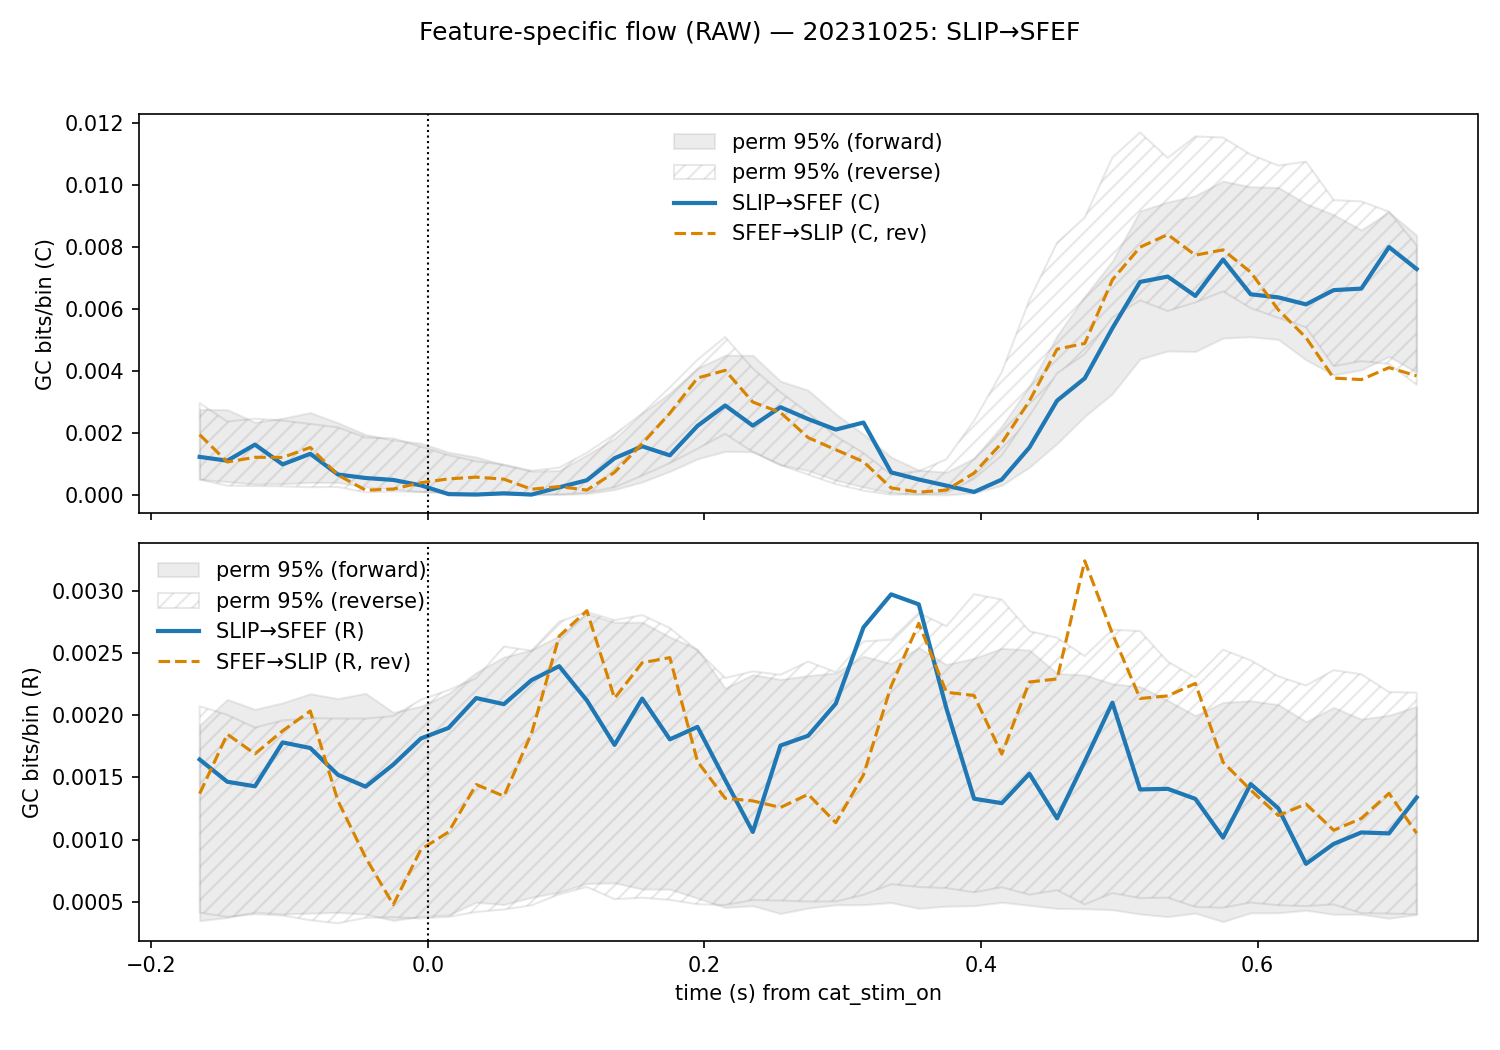 Feature-specific flow (RAW) — 20231025: SLIP→SFEF
0.012
0.010
0.008
0.006
0.004
0.002
0.000
GC bits/bin (C)
perm 95% (forward)
perm 95% (reverse)
SLIP→SFEF (C)
SFEF→SLIP (C, rev)
0.0030
0.0025
0.0020
0.0015
0.0010
0.0005
GC bits/bin (R)
perm 95% (forward)
perm 95% (reverse)
SLIP→SFEF (R)
SFEF→SLIP (R, rev)
−0.2 0.0 0.2 0.4 0.6
time (s) from cat_stim_on